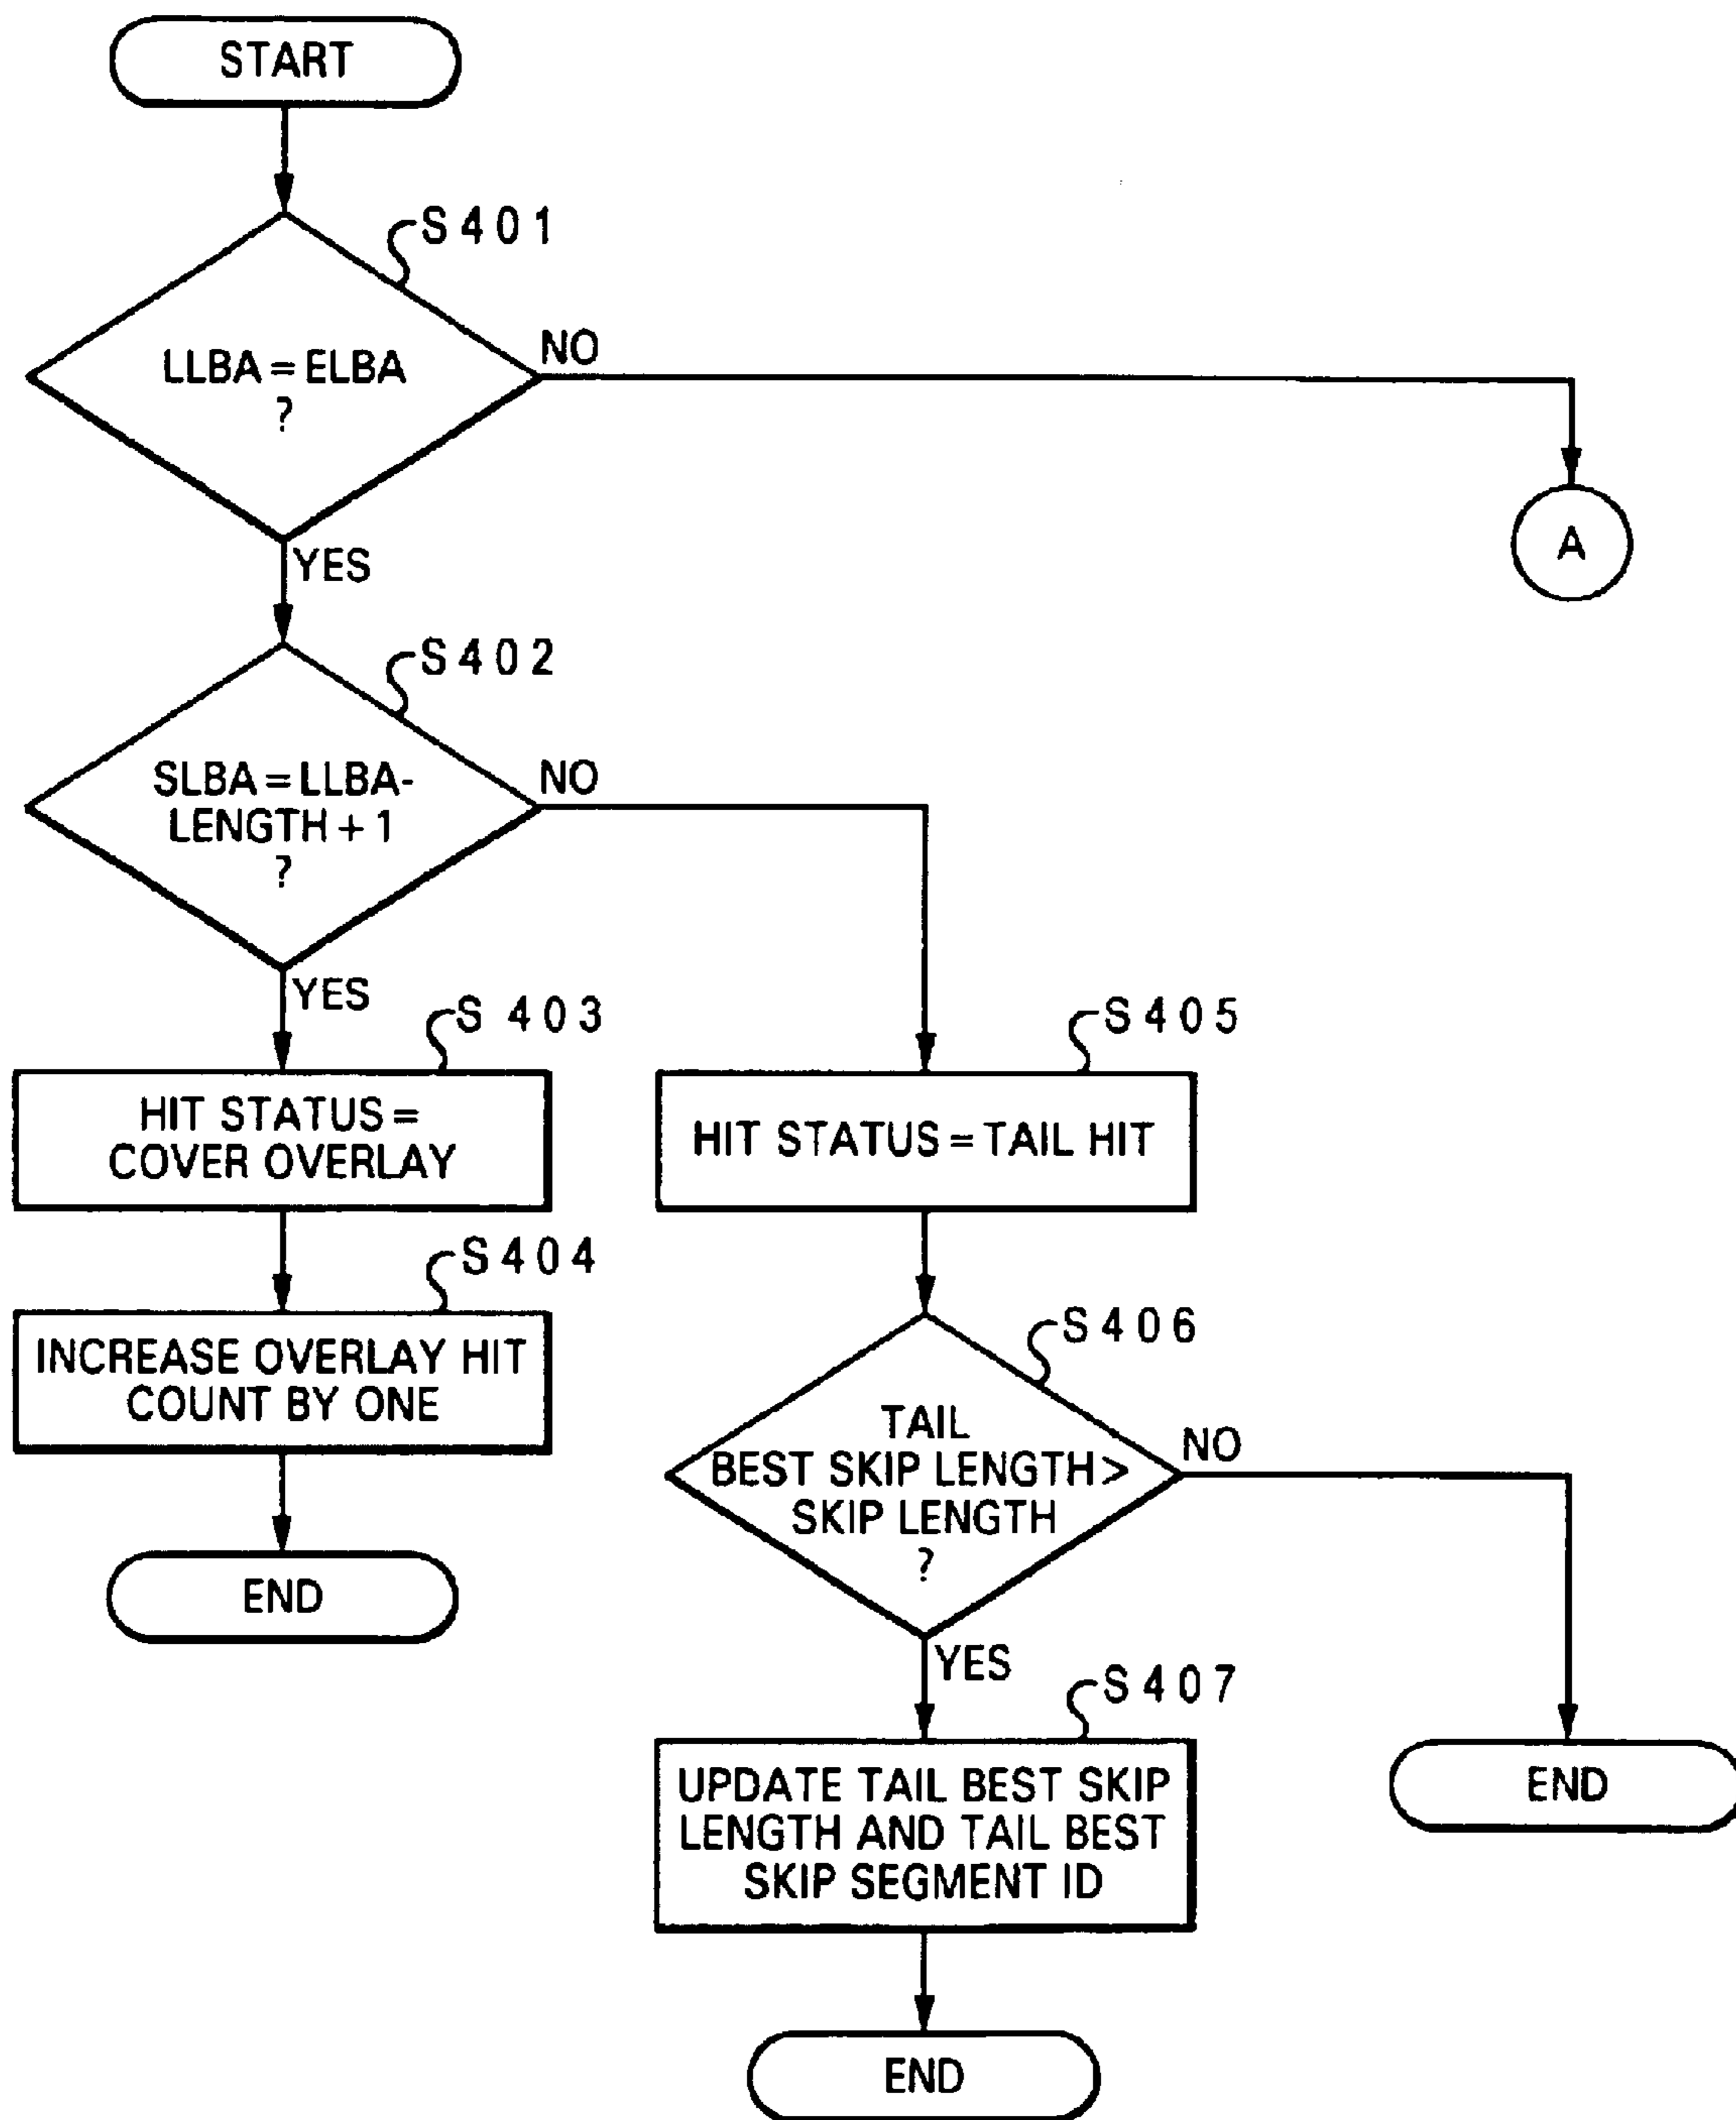 START
S401
LLBA = ELBA
?
NO
A
YES
S402
SLBA = LLBA-
LENGTH + 1
?
NO
YES
S 403
HIT STATUS =
COVER OVERLAY
S405
HIT STATUS = TAIL HIT
S404
INCREASE OVERLAY HIT
COUNT BY ONE
END
S406
TAIL
BEST SKIP LENGTH >
SKIP LENGTH
?
NO
YES
S407
UPDATE TAIL BEST SKIP
LENGTH AND TAIL BEST
SKIP SEGMENT ID
END
END